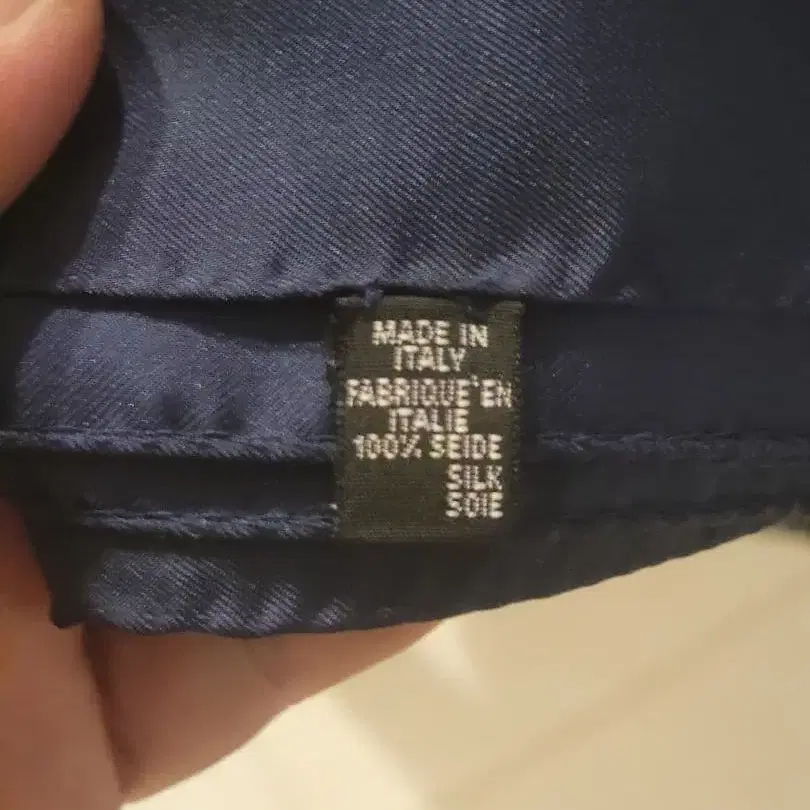 MADE IN
ITALY
FABRIQUE'EN
ITALIE
100% SEIDE
SILK
SOIE